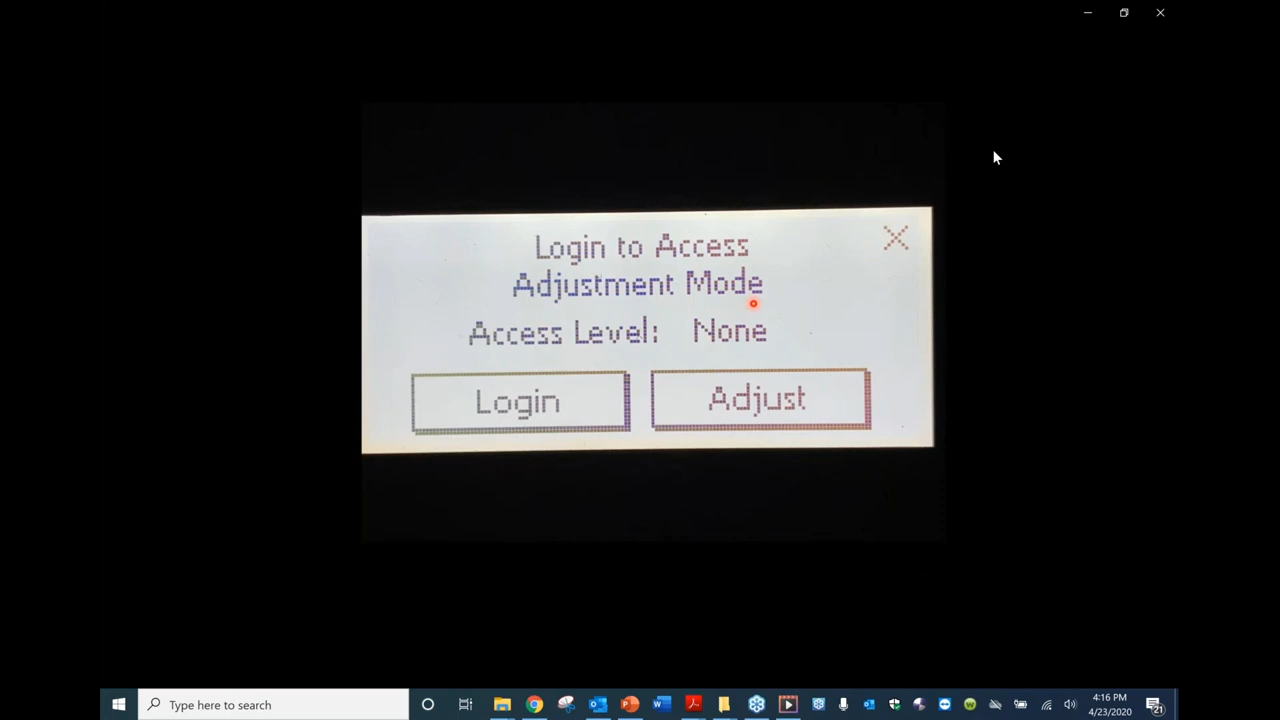 Login to Access
Adjustment Mode
Access Level: None
Login
Adjust
Type here to search
4:16 PM
4/23/2020
21